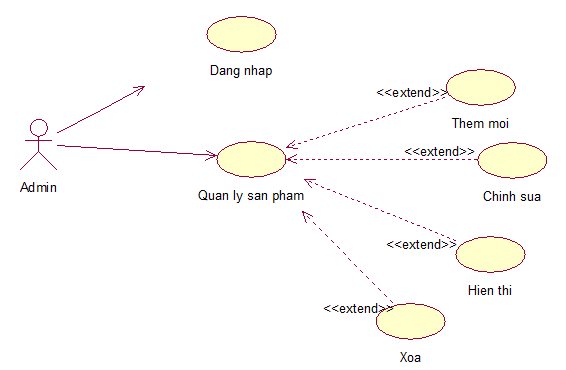 Dang nhap
<<extend>>
Them moi
<<extend>>
Admin
Quan ly san pham
Chinh sua
<<extend>>
Hien thi
<<extend>>
Xoa